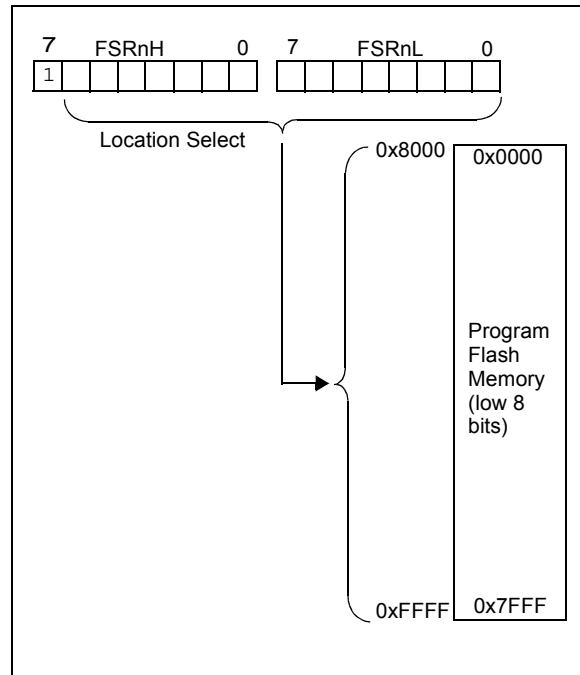 7 FSRnH 0 7 FSRnL 0
1
Location Select
0x8000 0x0000
Program
Flash
Memory
(low 8
bits)
0xFFFF 0x7FFF